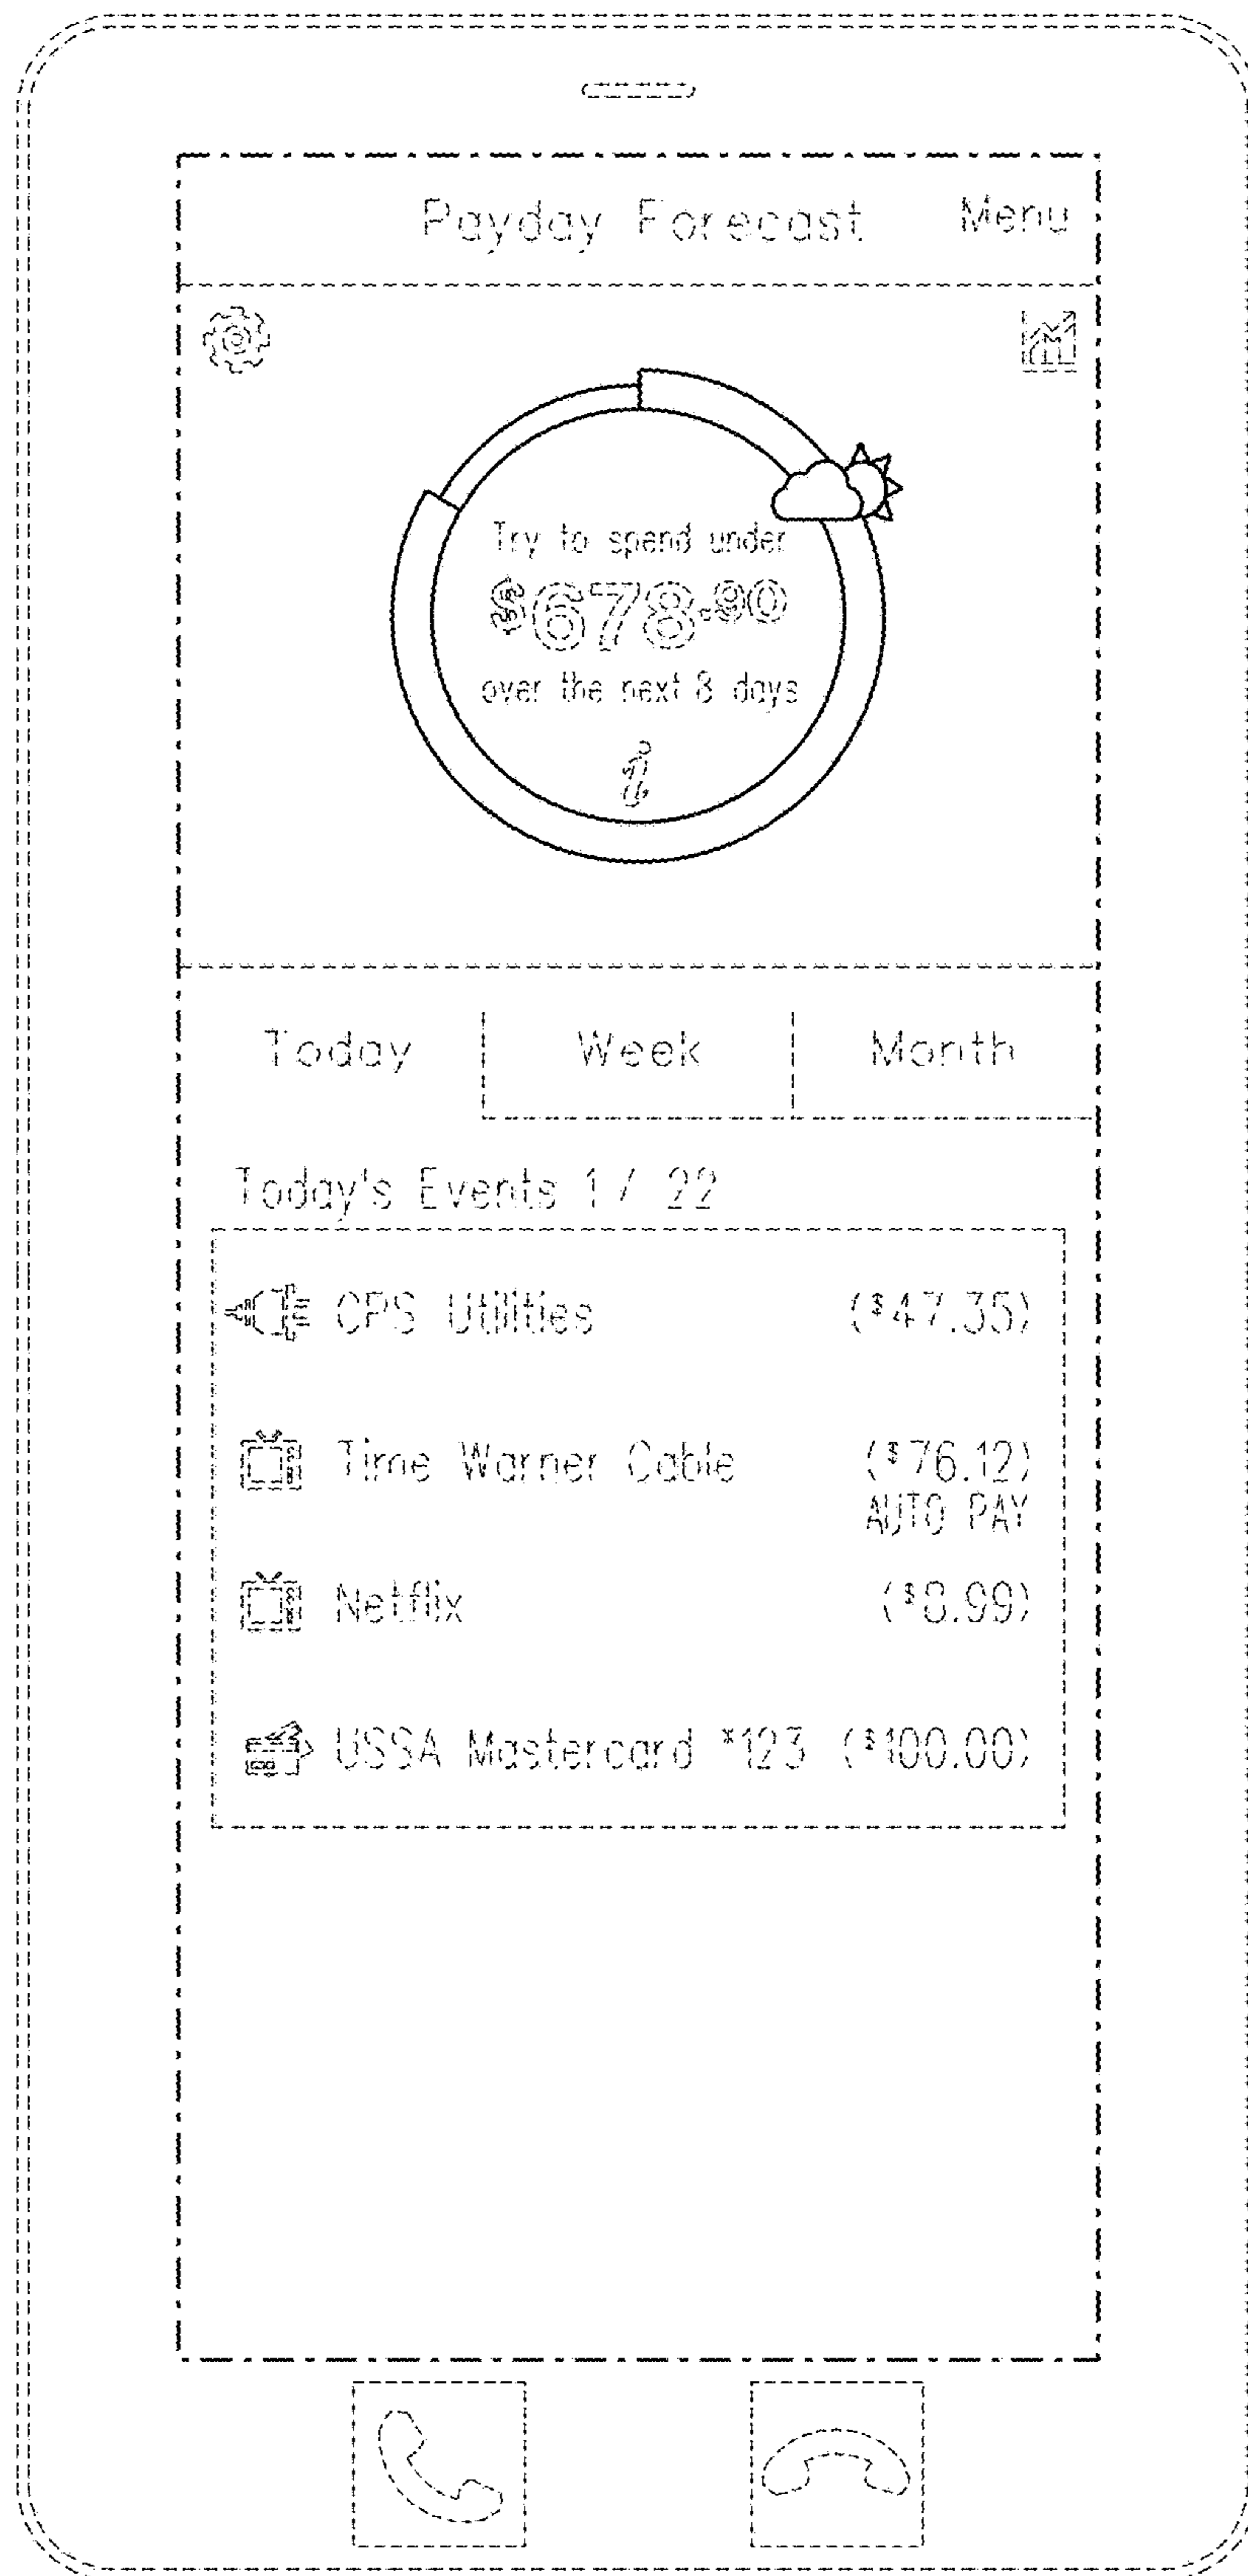 Payday Forecast Menu
Try to spend under
$678.90
over the next 8 days
i
Today Week Month
Today's Events 1 / 22
CPS Utilities ($47.35)
Time Warner Cable ($76.12)
AUTO PAY
Netflix ($8.99)
USSA Mastercard *123 ($100.00)